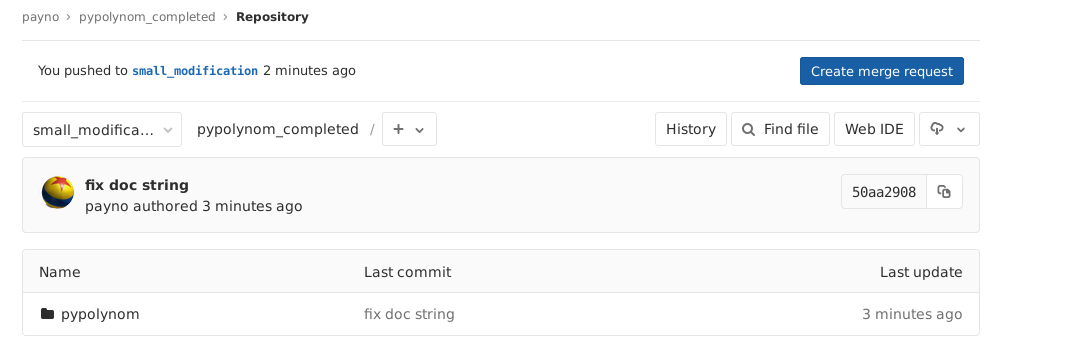 payno › pypolynom_completed › Repository
You pushed to small_modification 2 minutes ago
Create merge request
small_modifica... pypolynom_completed / + History Find file Web IDE
fix doc string
payno authored 3 minutes ago
50aa2908
Name Last commit Last update
pypolynom fix doc string 3 minutes ago